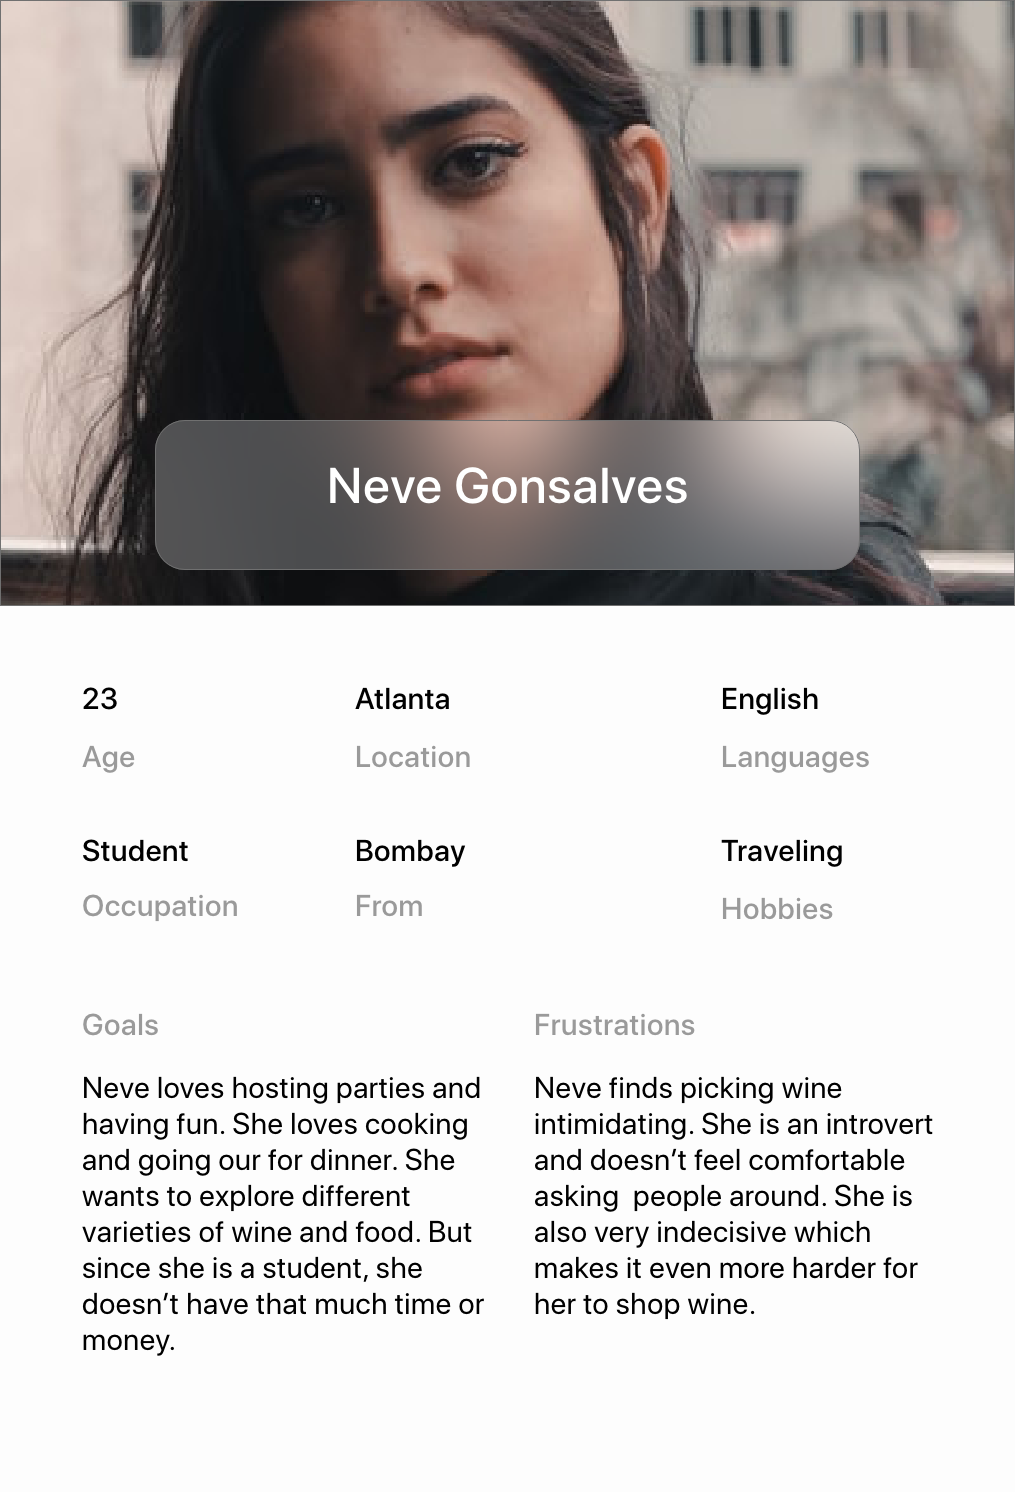 Neve Gonsalves
23
Age
Atlanta
Location
English
Languages
Student
Occupation
Bombay
From
Traveling
Hobbies
Goals
Neve loves hosting parties and
having fun. She loves cooking
and going our for dinner. She
wants to explore different
varieties of wine and food. But
since she is a student, she
doesn’t have that much time or
money.
Frustrations
Neve finds picking wine
intimidating. She is an introvert
and doesn’t feel comfortable
asking  people around. She is
also very indecisive which
makes it even more harder for
her to shop wine.